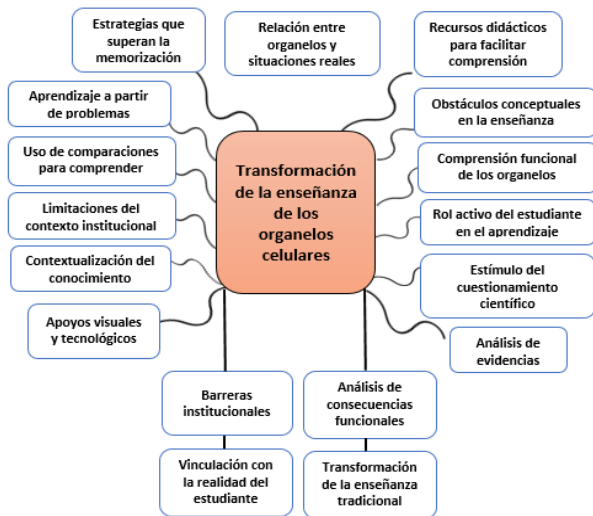 Estrategias que
superan la
memorización
Relación entre
organelos y
situaciones reales
Recursos didácticos
para facilitar
comprensión
Aprendizaje a partir
de problemas
Obstáculos conceptuales
en la enseñanza
Uso de comparaciones
para comprender
Transformación
de la enseñanza
de los
organelos
celulares
Comprensión funcional
de los organelos
Limitaciones del
contexto institucional
Rol activo del estudiante
en el aprendizaje
Contextualización del
conocimiento
Estímulo del
cuestionamiento
científico
Apoyos visuales
y tecnológicos
Análisis de
evidencias
Barreras
institucionales
Análisis de
consecuencias
funcionales
Vinculación con
la realidad del
estudiante
Transformación
de la enseñanza
tradicional